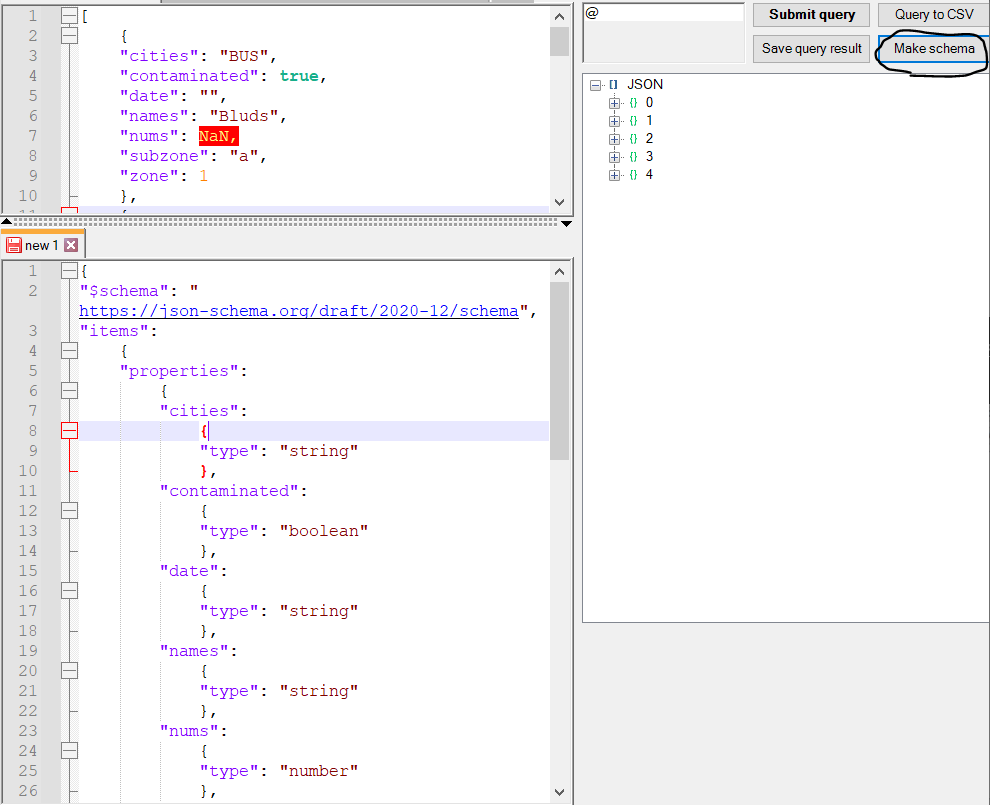 1 [
2 {
3 "cities": "BUS",
4 "contaminated": true,
5 "date": "",
6 "names": "Bluds",
7 "nums": NaN,
8 "subzone": "a",
9 "zone": 1
10 },
new 1
1 {
2 "$schema": "
https://json-schema.org/draft/2020-12/schema",
3 "items":
4 {
5 "properties":
6 {
7 "cities":
8 {
9 "type": "string"
10 },
11 "contaminated":
12 {
13 "type": "boolean"
14 },
15 "date":
16 {
17 "type": "string"
18 },
19 "names":
20 {
21 "type": "string"
22 },
23 "nums":
24 {
25 "type": "number"
26 },
@
Submit query
Query to CSV
Save query result
Make schema
[] JSON
{} 0
{} 1
{} 2
{} 3
{} 4